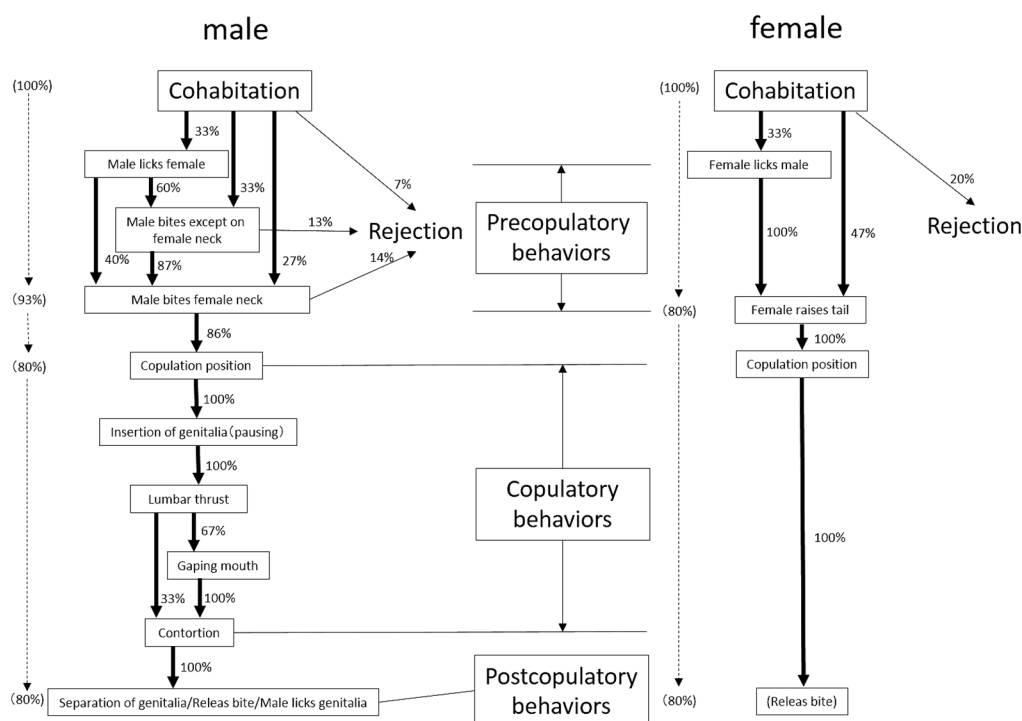 male
female
(100%)
Cohabitation
33%
Male licks female
60%
33%
7%
Male bites except on
female neck
13%
Rejection
40%
87%
27%
14%
(93%)
Male bites female neck
86%
(80%)
Copulation position
100%
Insertion of genitalia(pausing)
100%
Lumbar thrust
67%
Gaping mouth
33%
100%
Contortion
100%
(80%)
Separation of genitalia/Releas bite/Male licks genitalia
Precopulatory
behaviors
Copulatory
behaviors
Postcopulatory
behaviors
(100%)
Cohabitation
33%
Female licks male
20%
Rejection
100%
47%
(80%)
Female raises tail
100%
Copulation position
100%
(80%)
(Releas bite)